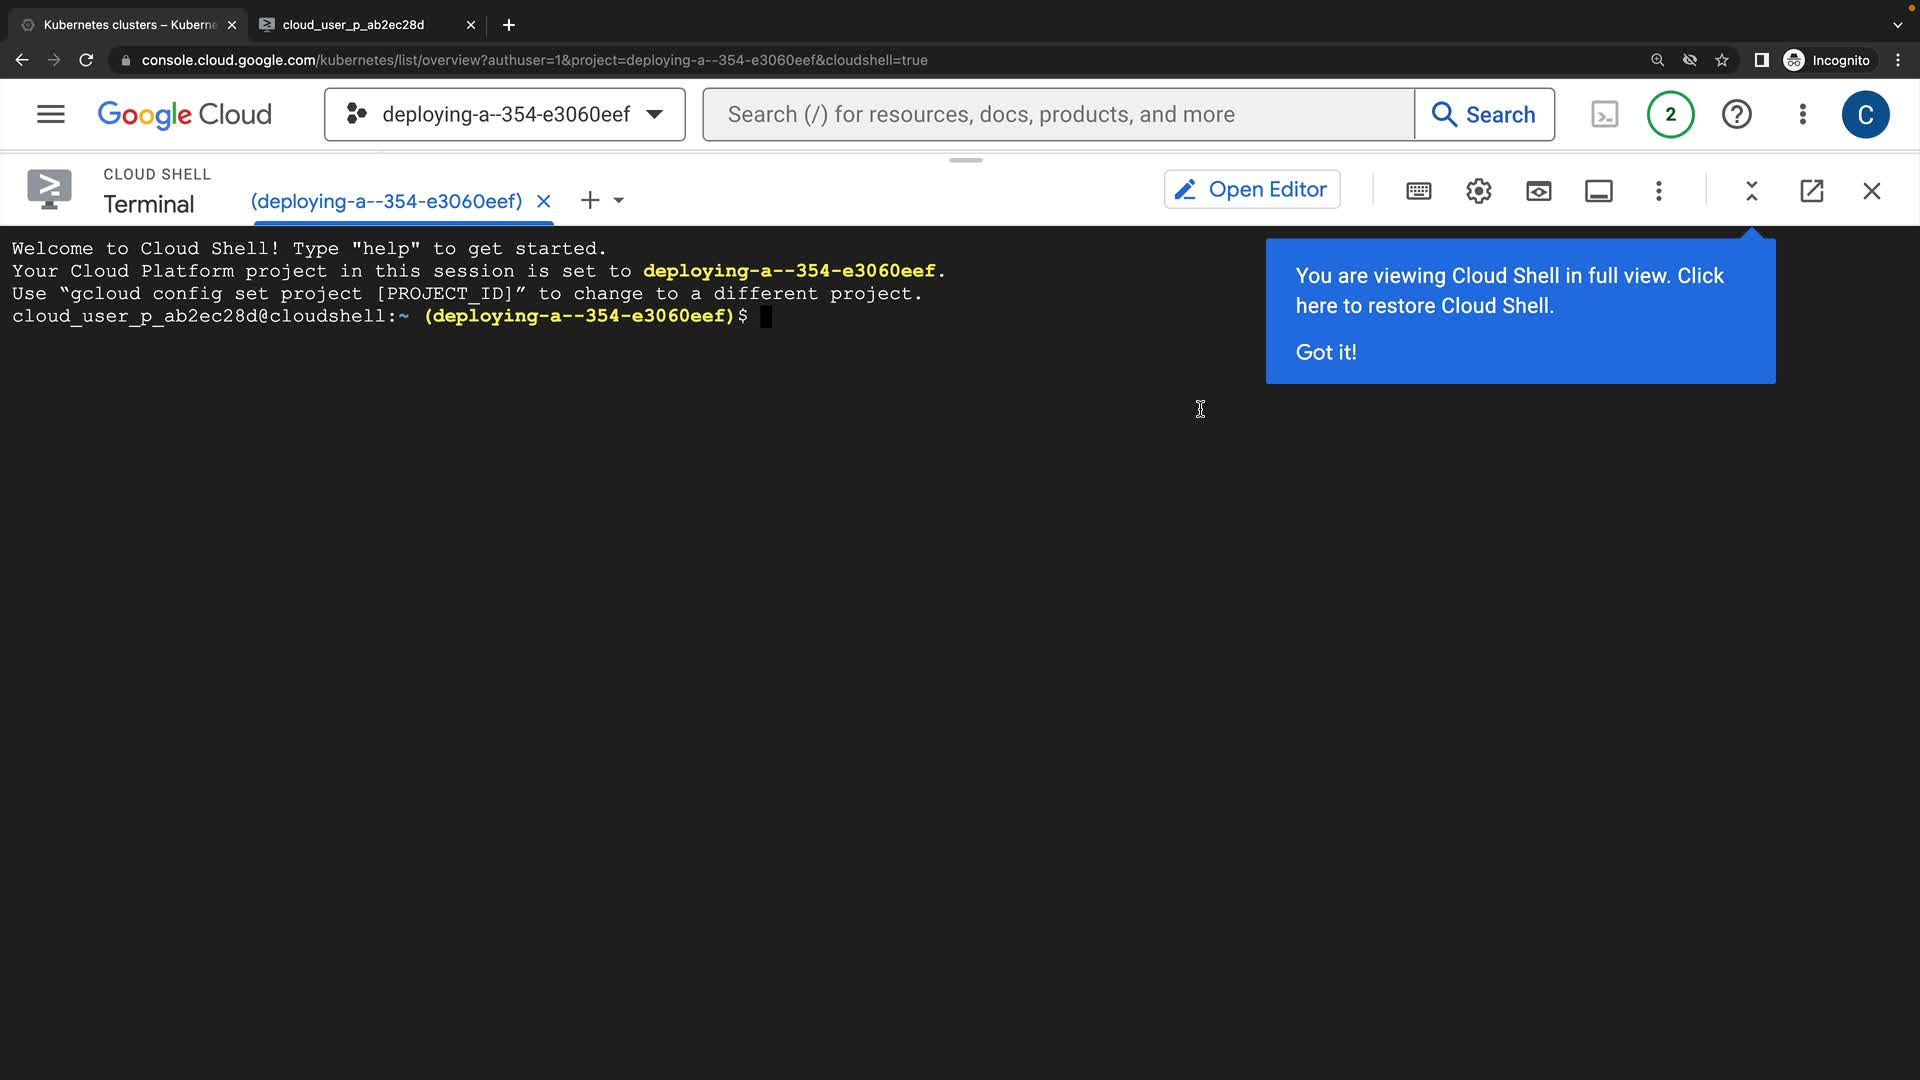 Kubernetes clusters – Kuberne
cloud_user_p_ab2ec28d
console.cloud.google.com/kubernetes/list/overview?authuser=1&project=deploying-a--354-e3060eef&cloudshell=true
Incognito
Google Cloud
deploying-a--354-e3060eef
Search (/) for resources, docs, products, and more
Search
2
C
CLOUD SHELL
Terminal
(deploying-a--354-e3060eef)
Open Editor
Welcome to Cloud Shell! Type "help" to get started.
Your Cloud Platform project in this session is set to deploying-a--354-e3060eef.
Use “gcloud config set project [PROJECT_ID]” to change to a different project.
cloud_user_p_ab2ec28d@cloudshell:~ (deploying-a--354-e3060eef)$
You are viewing Cloud Shell in full view. Click
here to restore Cloud Shell.
Got it!